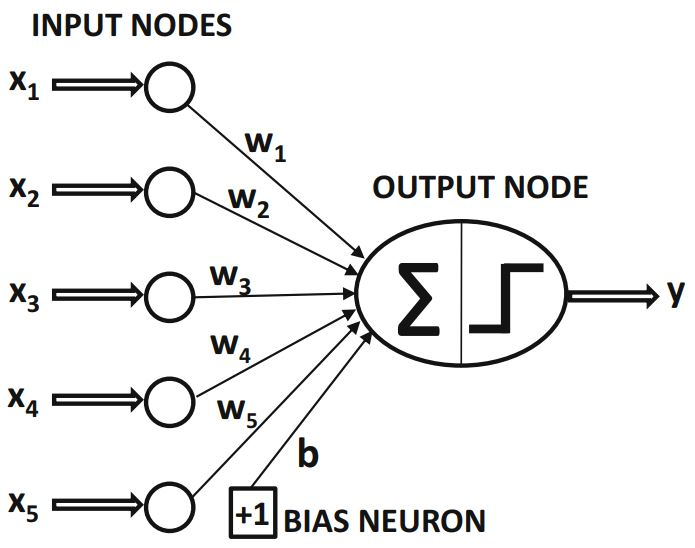 INPUT NODES
x₁
w₁
x₂
w₂
OUTPUT NODE
x₃
w₃
∑
y
w₄
x₄
w₅
b
x₅
+1
BIAS NEURON